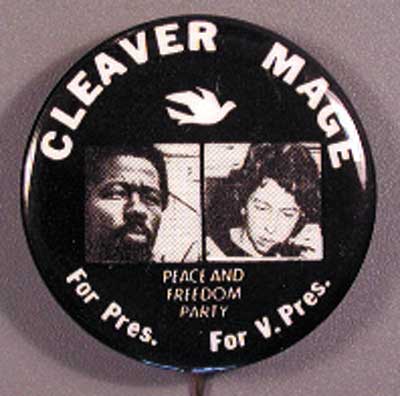 CLEAVER MAGE
PEACE AND
FREEDOM
PARTY
For Pres.
For V. Pres.